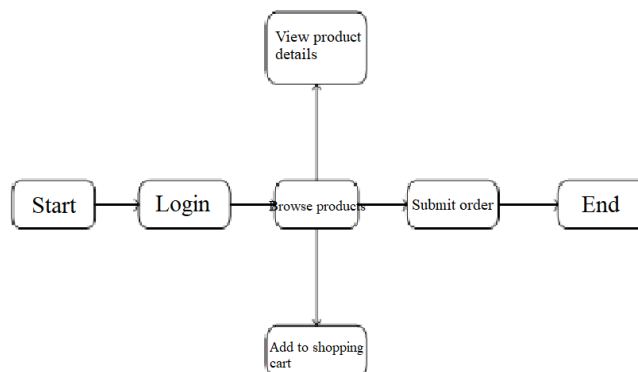 View product
details
Start
Login
Browse products
Submit order
End
Add to shopping
cart